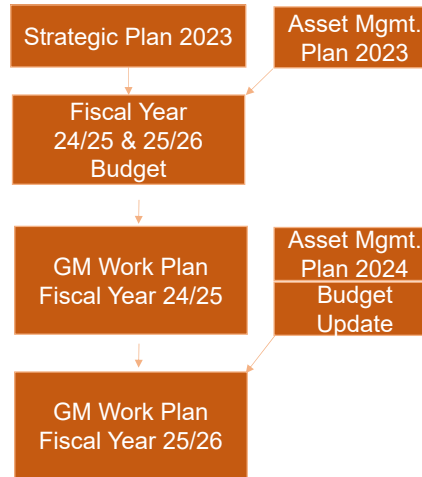 Strategic Plan 2023
Asset Mgmt.
Plan 2023
Fiscal Year
24/25 & 25/26
Budget
GM Work Plan
Fiscal Year 24/25
Asset Mgmt.
Plan 2024
Budget
Update
GM Work Plan
Fiscal Year 25/26